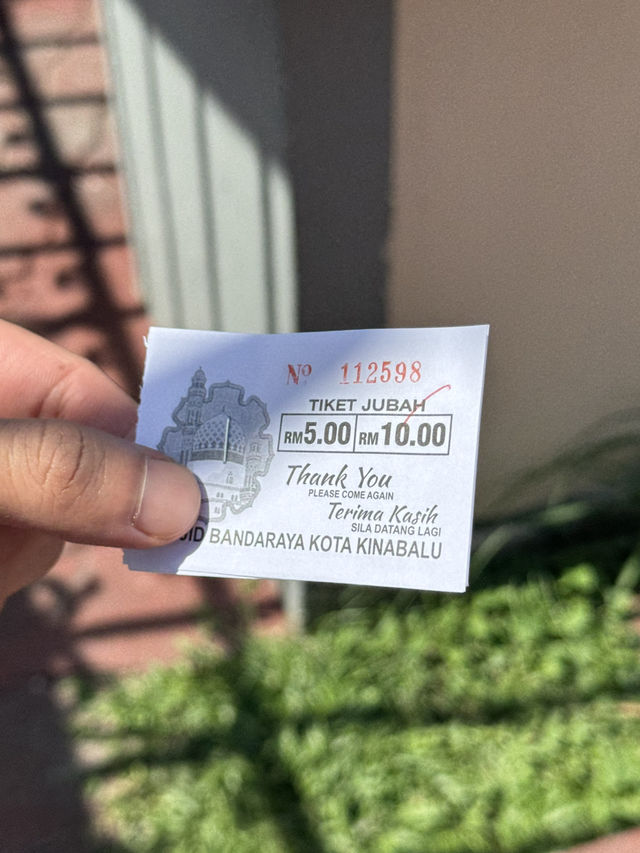 Nº 112598
TIKET JUBAH
RM5.00 RM10.00
Thank You
PLEASE COME AGAIN
Terima Kasih
SILA DATANG LAGI
BANDARAYA KOTA KINABALU